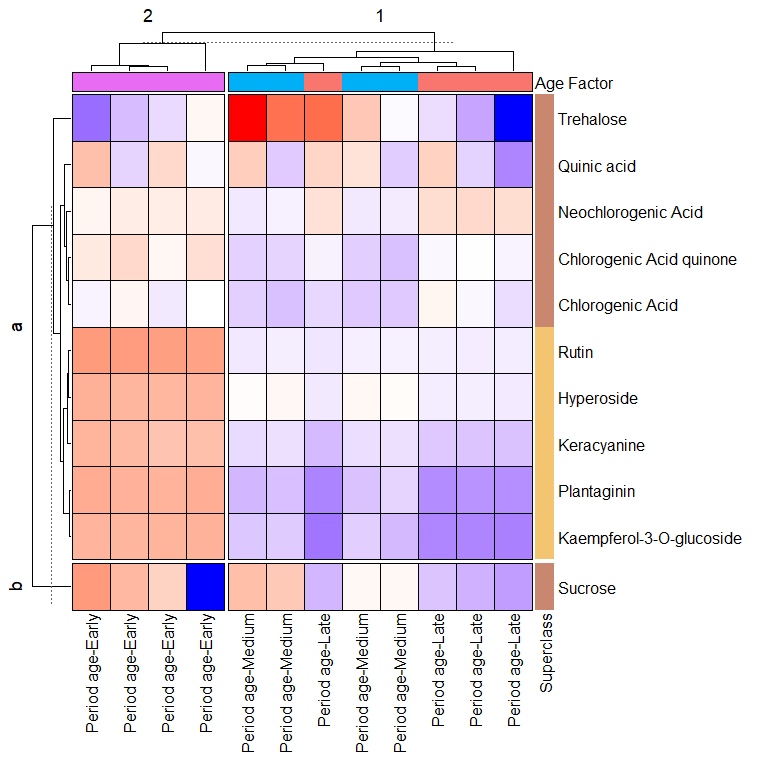 2 1
Age Factor
Trehalose
Quinic acid
Neochlorogenic Acid
Chlorogenic Acid quinone
a
Chlorogenic Acid
Rutin
Hyperoside
Keracyanine
Plantaginin
Kaempferol-3-O-glucoside
b
Sucrose
Period age-Early
Period age-Early
Period age-Early
Period age-Early
Period age-Medium
Period age-Medium
Period age-Late
Period age-Medium
Period age-Medium
Period age-Late
Period age-Late
Period age-Late
Superclass